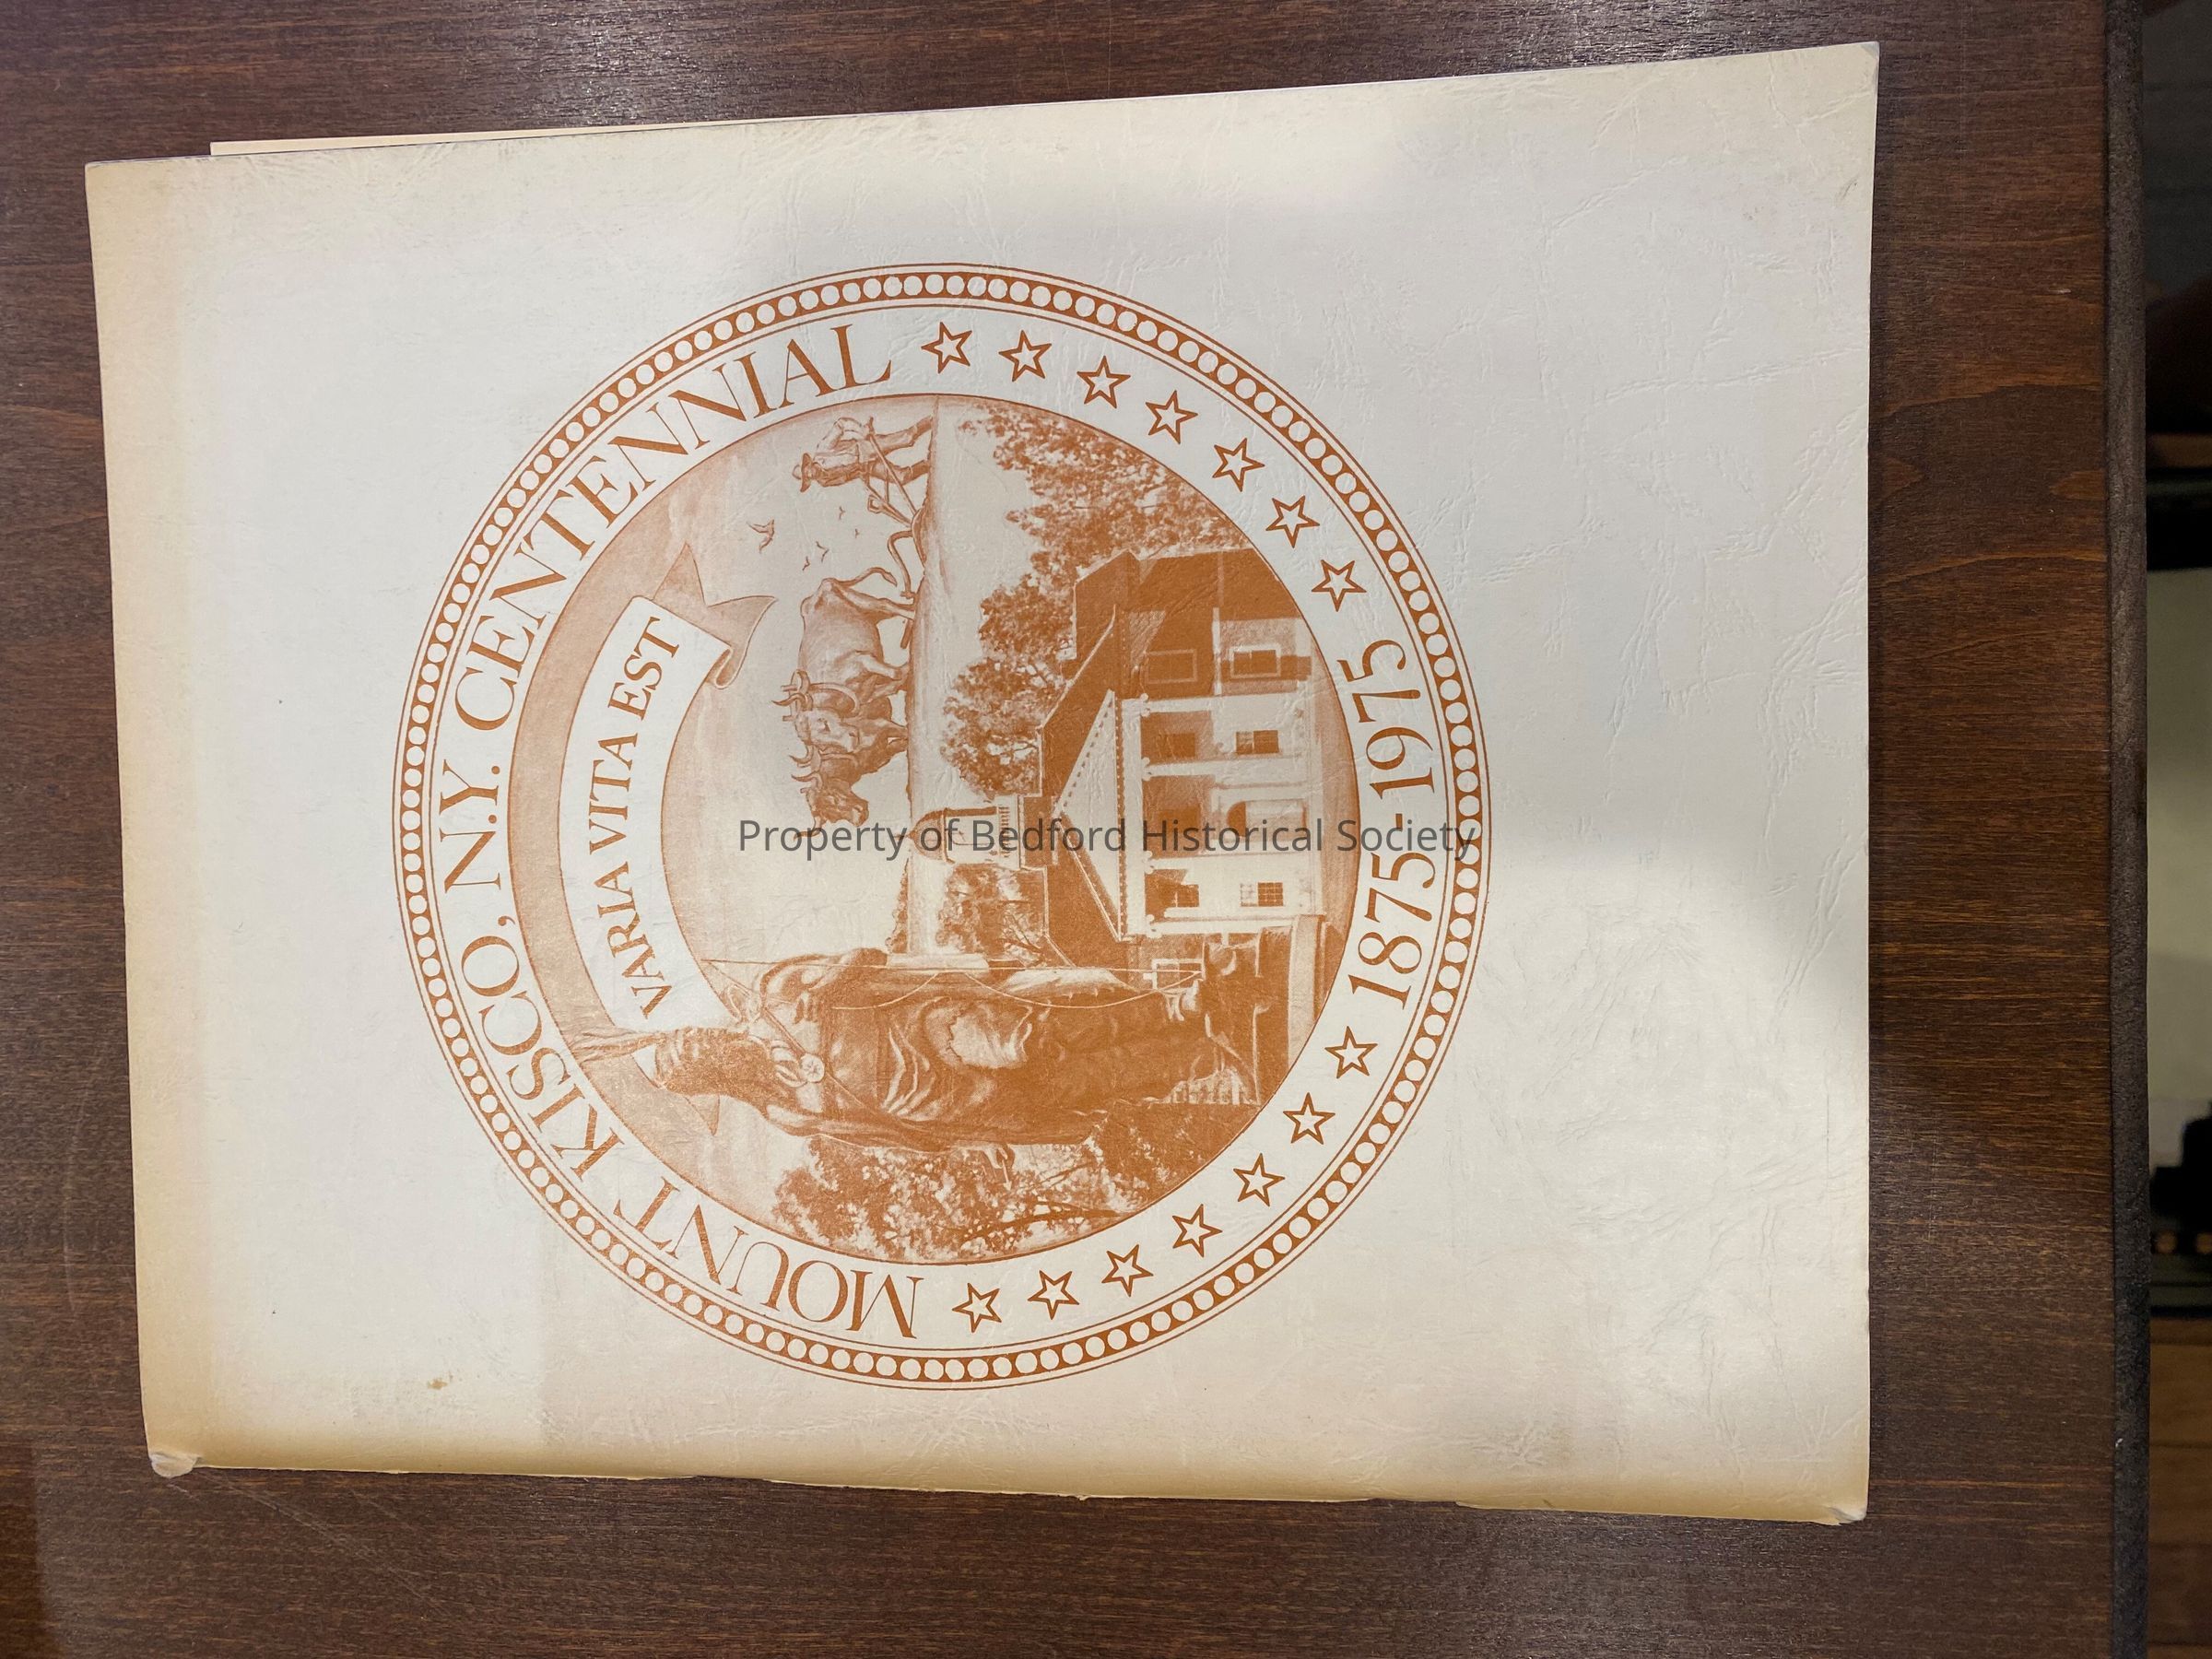 MOUNT KISCO, N.Y. CENTENNIAL
VARIA VITA EST
1875-1975
Property of Bedford Historical Society